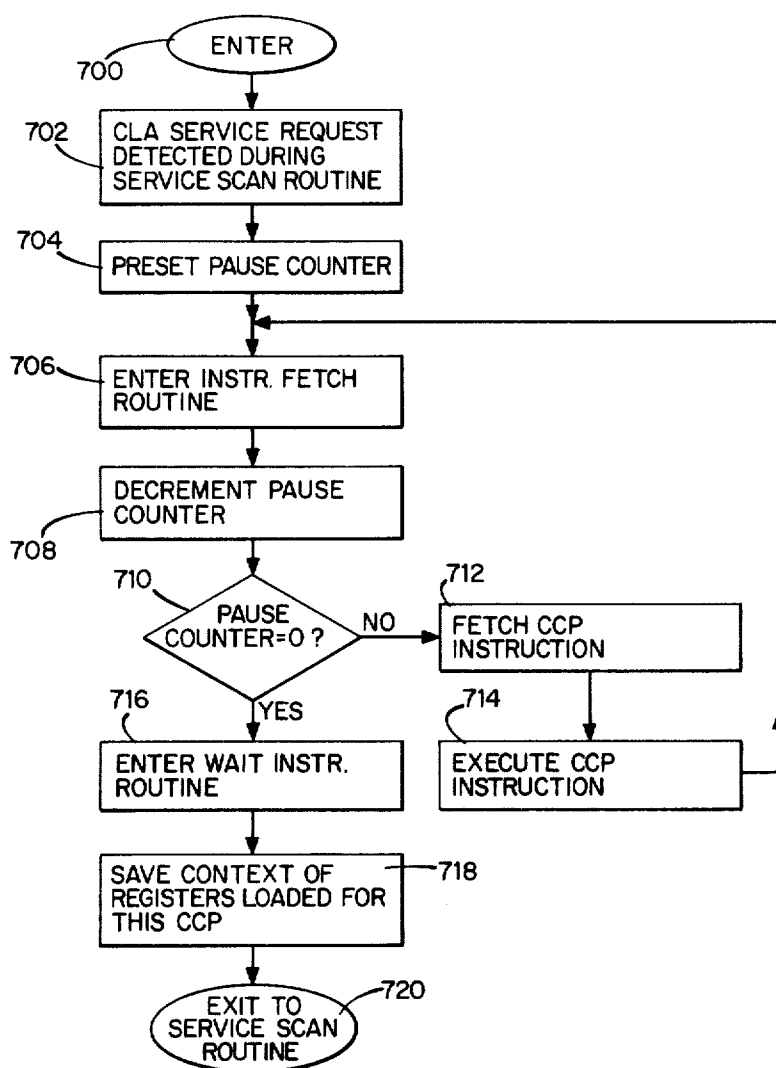 700
ENTER
702
CLA SERVICE REQUEST
DETECTED DURING
SERVICE SCAN ROUTINE
704
PRESET PAUSE COUNTER
706
ENTER INSTR. FETCH
ROUTINE
708
DECREMENT PAUSE
COUNTER
710
PAUSE
COUNTER=0 ?
NO
712
FETCH CCP
INSTRUCTION
714
EXECUTE CCP
INSTRUCTION
YES
716
ENTER WAIT INSTR.
ROUTINE
718
SAVE CONTEXT OF
REGISTERS LOADED FOR
THIS CCP
720
EXIT TO
SERVICE SCAN
ROUTINE